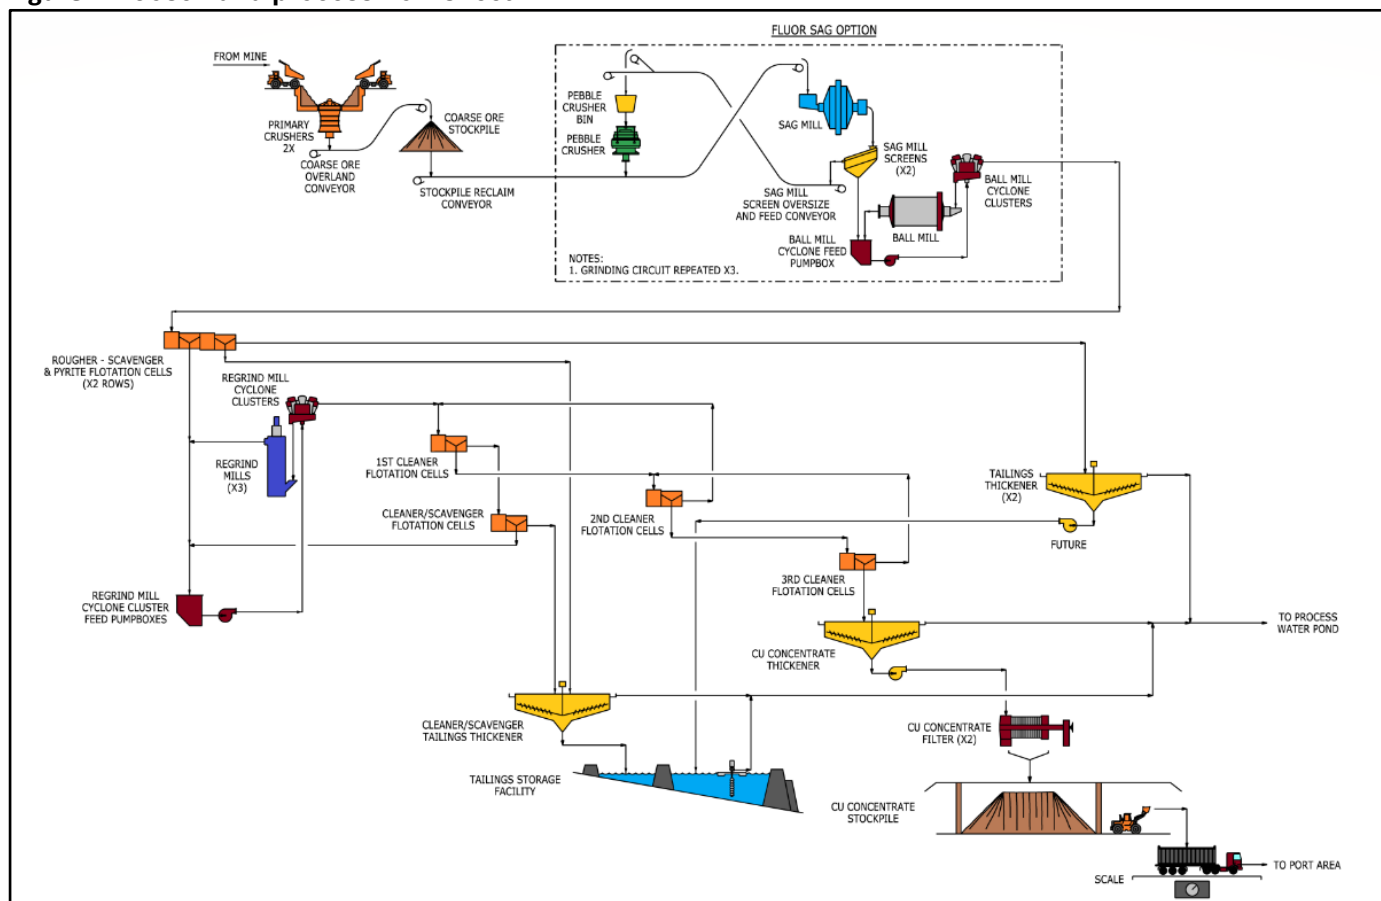 FLUOR SAG OPTION
FROM MINE
PRIMARY
CRUSHERS
2X
COARSE ORE
OVERLAND
CONVEYOR
COARSE ORE
STOCKPILE
STOCKPILE RECLAIM
CONVEYOR
PEBBLE
CRUSHER
BIN
PEBBLE
CRUSHER
SAG MILL
SAG MILL
SCREENS
(X2)
SAG MILL
SCREEN OVERSIZE
AND FEED CONVEYOR
BALL MILL
CYCLONE
CLUSTERS
BALL MILL
BALL MILL
CYCLONE FEED
PUMPBOX
NOTES:
1. GRINDING CIRCUIT REPEATED X3.
ROUGHER - SCAVENGER
& PYRITE FLOTATION CELLS
(X2 ROWS)
REGRIND MILL
CYCLONE
CLUSTERS
REGRIND
MILLS
(X3)
1ST CLEANER
FLOTATION CELLS
CLEANER/SCAVENGER
FLOTATION CELLS
2ND CLEANER
FLOTATION CELLS
TAILINGS
THICKENER
(X2)
FUTURE
3RD CLEANER
FLOTATION CELLS
REGRIND MILL
CYCLONE CLUSTER
FEED PUMPBOXES
TO PROCESS
WATER POND
CU CONCENTRATE
THICKENER
CLEANER/SCAVENGER
TAILINGS THICKENER
CU CONCENTRATE
FILTER (X2)
TAILINGS STORAGE
FACILITY
CU CONCENTRATE
STOCKPILE
SCALE
TO PORT AREA